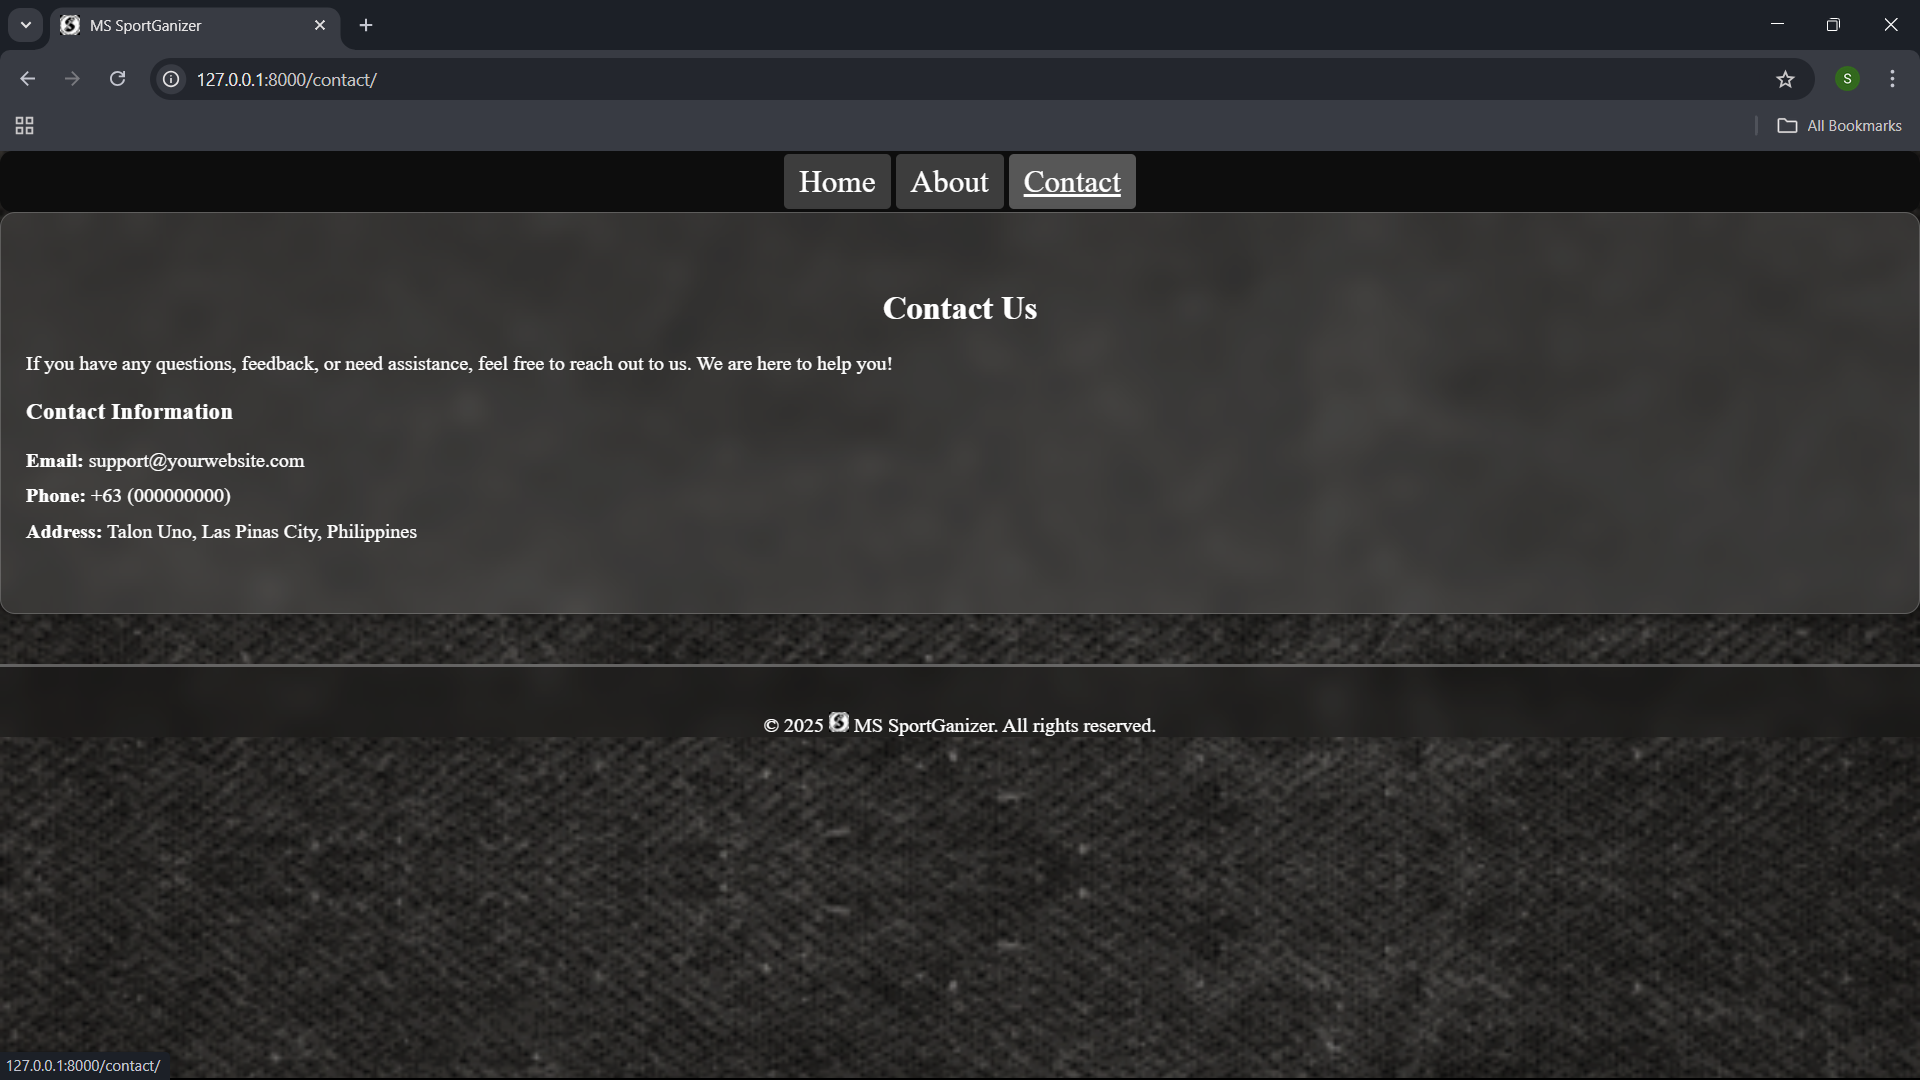 MS SportGanizer
127.0.0.1:8000/contact/
S
All Bookmarks
Home About Contact
Contact Us
If you have any questions, feedback, or need assistance, feel free to reach out to us. We are here to help you!
Contact Information
Email: support@yourwebsite.com
Phone: +63 (000000000)
Address: Talon Uno, Las Pinas City, Philippines
© 2025 MS SportGanizer. All rights reserved.
127.0.0.1:8000/contact/